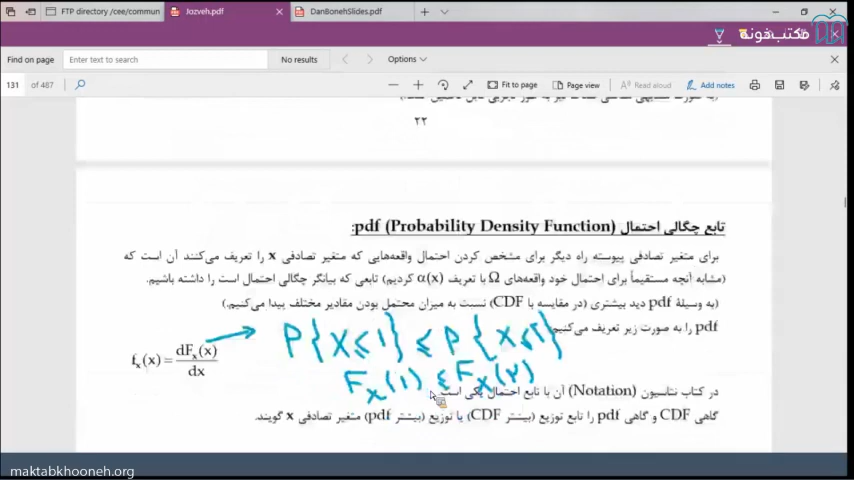 FTP directory /cee/commun
Jozveh.pdf
DanBonehSlides.pdf
مکتب‌خونه
Find on page
Enter text to search
No results
Options
131 of 487
Fit to page
Page view
Read aloud
Add notes
۲۲
تابع چگالی احتمال pdf (Probability Density Function):
برای متغیر تصادفی پیوسته راه دیگر برای مشخص کردن احتمال واقعه‌هایی که متغیر تصادفی x را تعریف می‌کنند آن است که
(مشابه آنچه مستقیماً برای احتمال خود واقعه‌های Ω با تعریف α(x) کردیم) تابعی که بیانگر چگالی احتمال است را داشته باشیم.
(به وسیلهٔ pdf دید بیشتری (در مقایسه با CDF) نسبت به میزان محتمل بودن مقادیر مختلف پیدا می‌کنیم.)
pdf را به صورت زیر تعریف می‌کنیم
P{X≤1} ≤ P{X≤2}
fx(x) = dFx(x)/dx
Fx(1) ≤ Fx(2)
در کتاب نتاسیون (Notation) آن با تابع احتمال یکی است.
گاهی CDF و گاهی pdf را تابع توزیع (بیشتر CDF) یا توزیع (بیشتر pdf) متغیر تصادفی x گویند.
maktabkhooneh.org